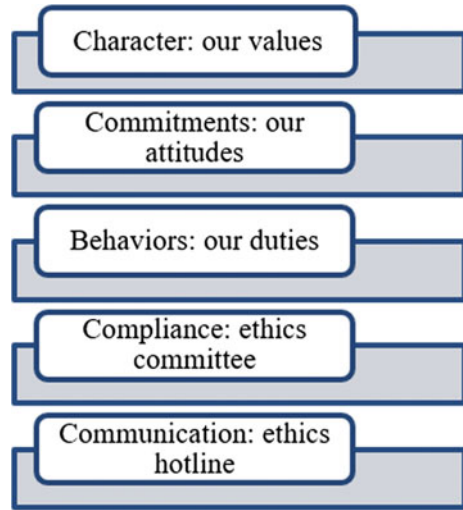 Character: our values
Commitments: our
attitudes
Behaviors: our duties
Compliance: ethics
committee
Communication: ethics
hotline